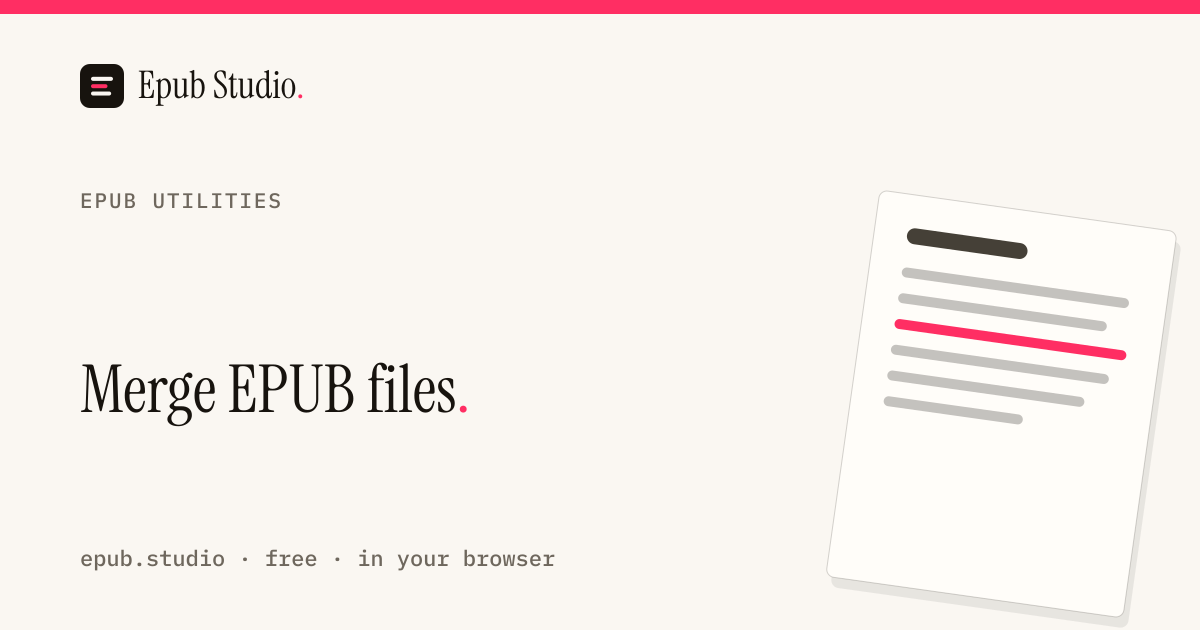 Epub Studio.
EPUB UTILITIES
Merge EPUB files.
epub.studio · free · in your browser